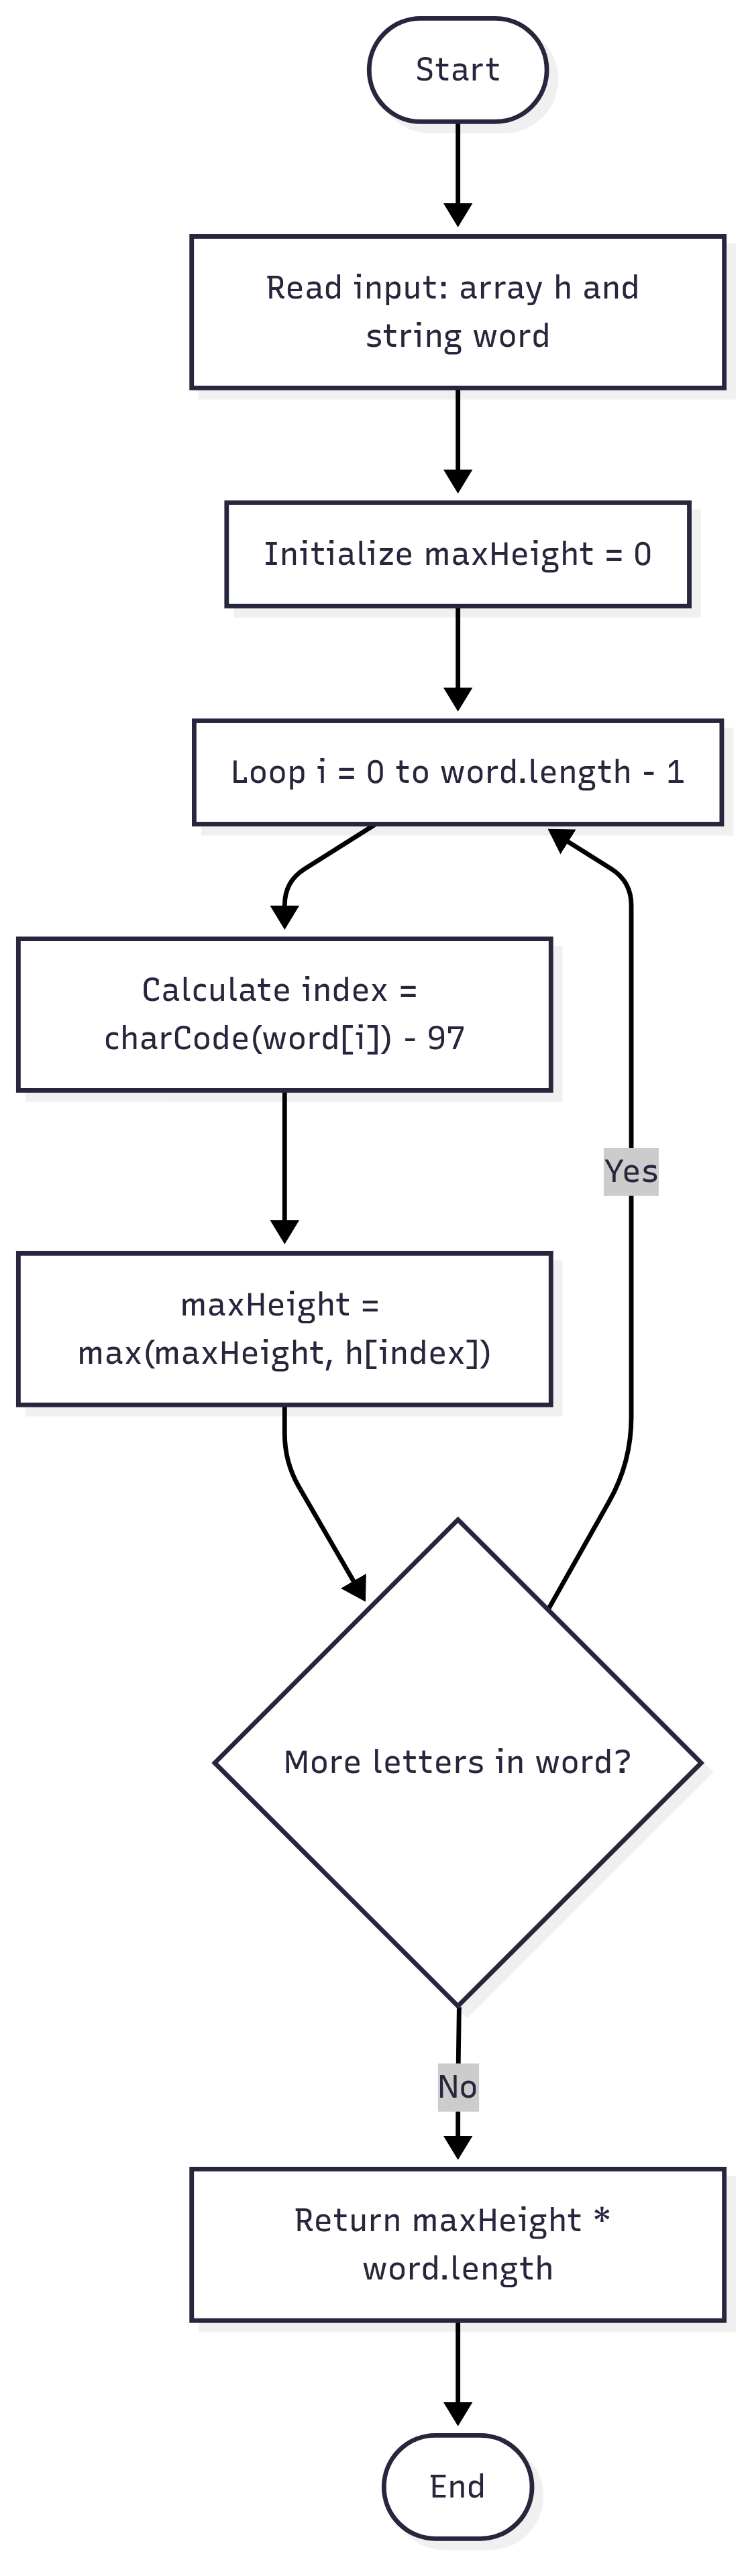 Start
Read input: array h and
string word
Initialize maxHeight = 0
Loop i = 0 to word.length - 1
Calculate index =
charCode(word[i]) - 97
Yes
maxHeight =
max(maxHeight, h[index])
More letters in word?
No
Return maxHeight *
word.length
End